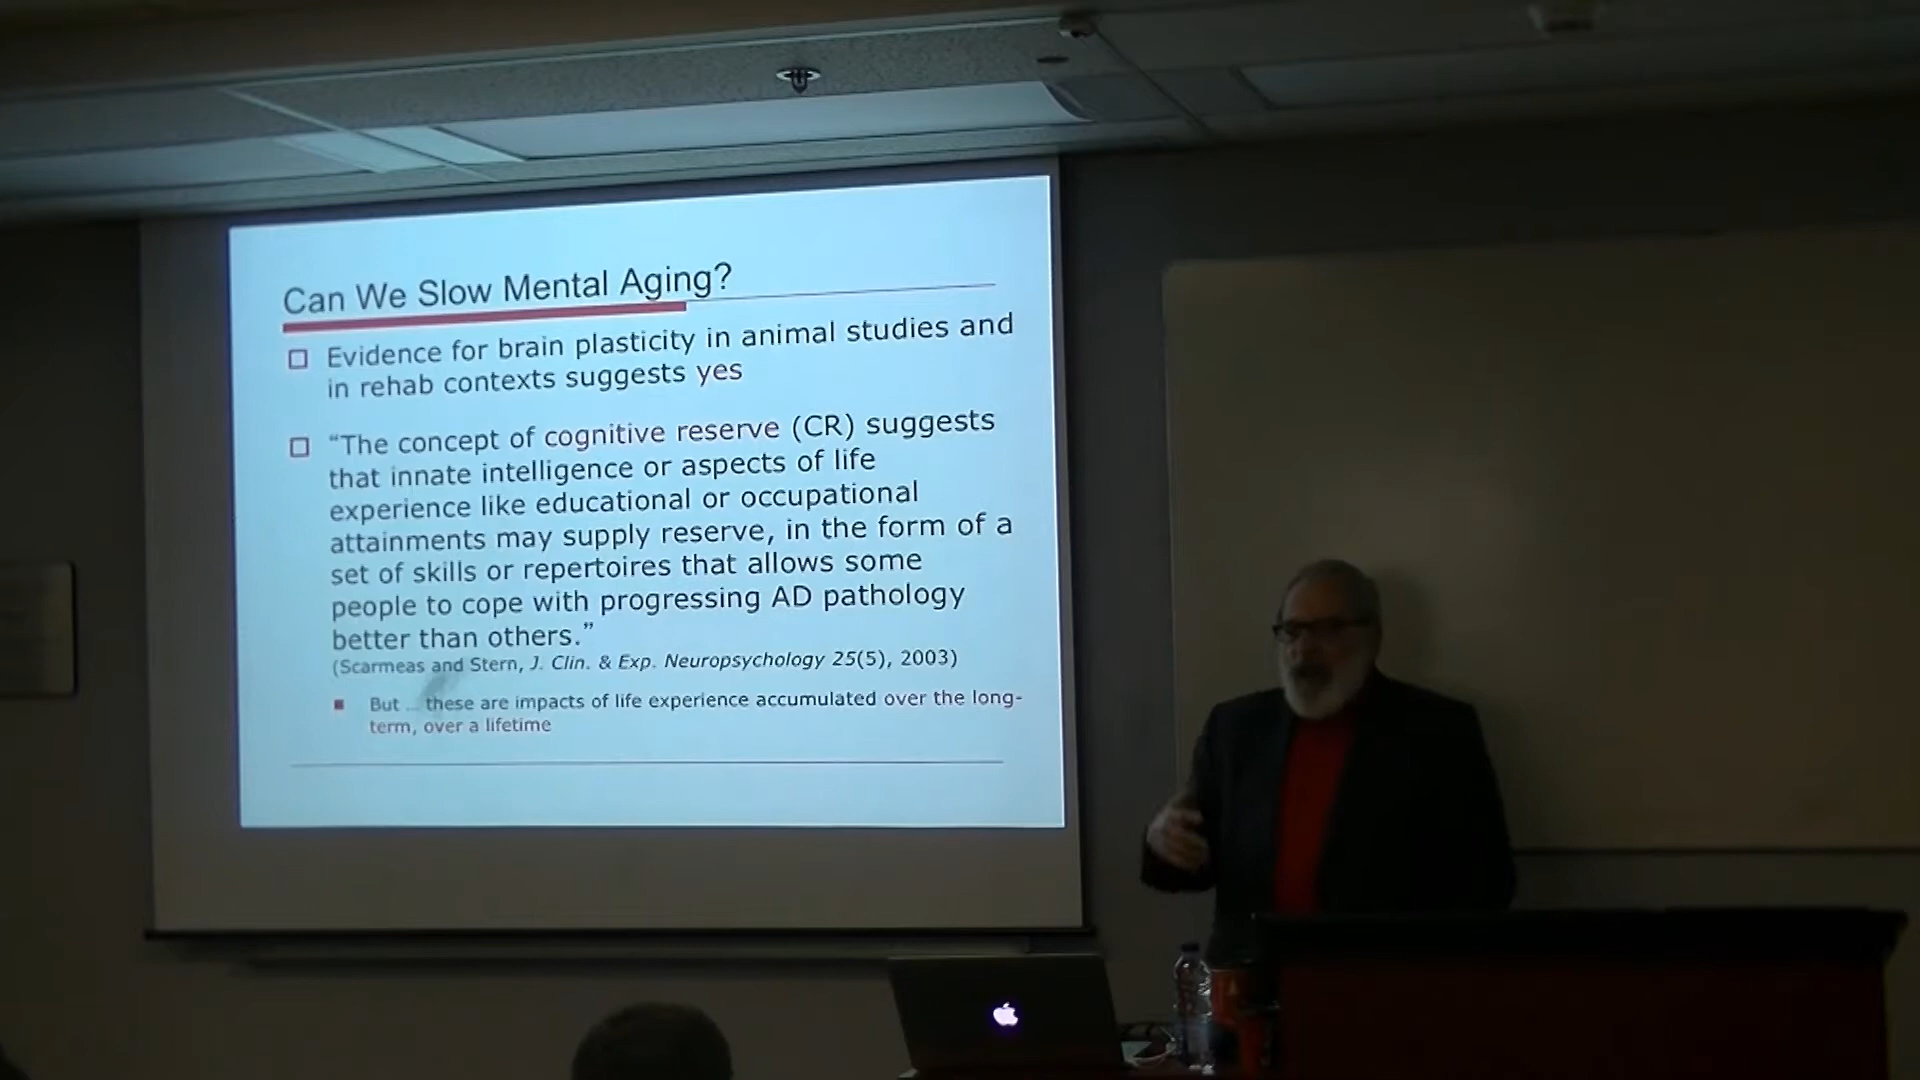 Can We Slow Mental Aging?
Evidence for brain plasticity in animal studies and
in rehab contexts suggests yes
“The concept of cognitive reserve (CR) suggests
that innate intelligence or aspects of life
experience like educational or occupational
attainments may supply reserve, in the form of a
set of skills or repertoires that allows some
people to cope with progressing AD pathology
better than others.”
(Scarmeas and Stern, J. Clin. & Exp. Neuropsychology 25(5), 2003)
But ... these are impacts of life experience accumulated over the long-
term, over a lifetime